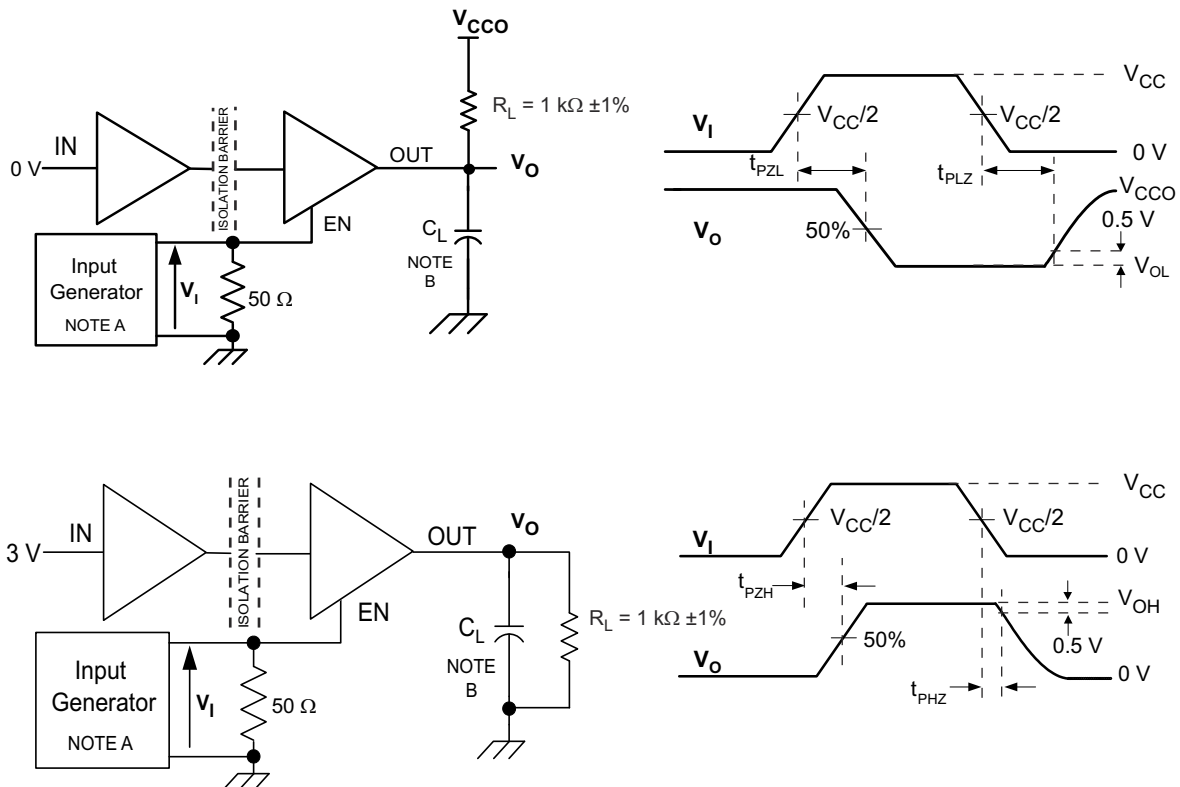 VCCO
RL = 1 kΩ ±1%
IN
0 V
ISOLATION BARRIER
OUT
VO
EN
CL
NOTE
B
Input
Generator
NOTE A
VI
50 Ω
VI
VCC/2
VCC/2
VCC
0 V
tPZL
tPLZ
VO
50%
VCCO
0.5 V
VOL
3 V
IN
ISOLATION BARRIER
OUT
VO
EN
CL
NOTE
B
RL = 1 kΩ ±1%
Input
Generator
NOTE A
VI
50 Ω
VI
VCC/2
VCC/2
VCC
0 V
tPZH
VO
50%
VOH
0.5 V
tPHZ
0 V